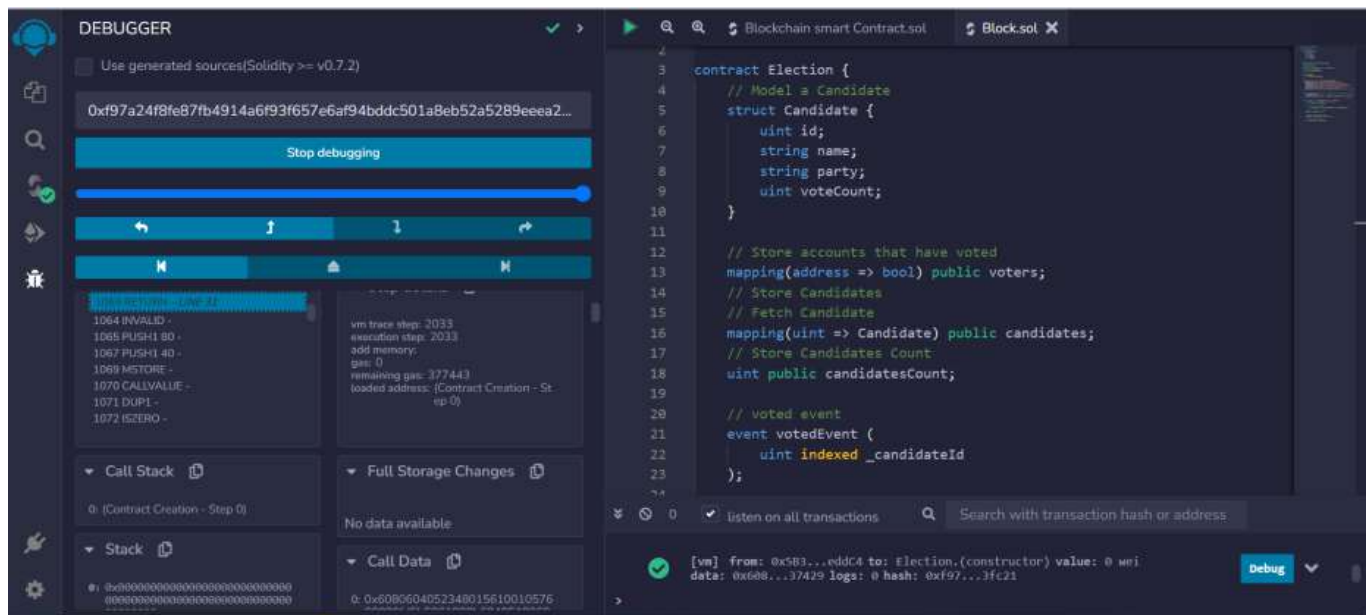 DEBUGGER
Use generated sources(Solidity >= v0.7.2)
0xf97a24f8fe87fb4914a6f93f657e6af94bddc501a8eb52a5289eeea2...
Stop debugging
1064 INVALID -
1065 PUSH1 80 -
1067 PUSH1 40 -
1069 MSTORE -
1070 CALLVALUE -
1071 DUP1 -
1072 ISZERO -
vm trace step: 2033
execution step: 2033
add memory:
gas: 0
remaining gas: 377443
loaded address: (Contract Creation - St
ep 0)
Call Stack
0: (Contract Creation - Step 0)
Full Storage Changes
No data available
Stack
Call Data
0: 0x6080604052348015610010576
Blockchain smart Contract.sol
Block.sol
2
3 contract Election {
4 // Model a Candidate
5 struct Candidate {
6 uint id;
7 string name;
8 string party;
9 uint voteCount;
10 }
11
12 // Store accounts that have voted
13 mapping(address => bool) public voters;
14 // Store Candidates
15 // Fetch Candidate
16 mapping(uint => Candidate) public candidates;
17 // Store Candidates Count
18 uint public candidatesCount;
19
20 // voted event
21 event votedEvent (
22 uint indexed _candidateId
23 );
24
0
listen on all transactions
Search with transaction hash or address
[vm] from: 0x5B3...eddC4 to: Election.(constructor) value: 0 wei
data: 0x608...37429 logs: 0 hash: 0xf97...3fc21
Debug
>